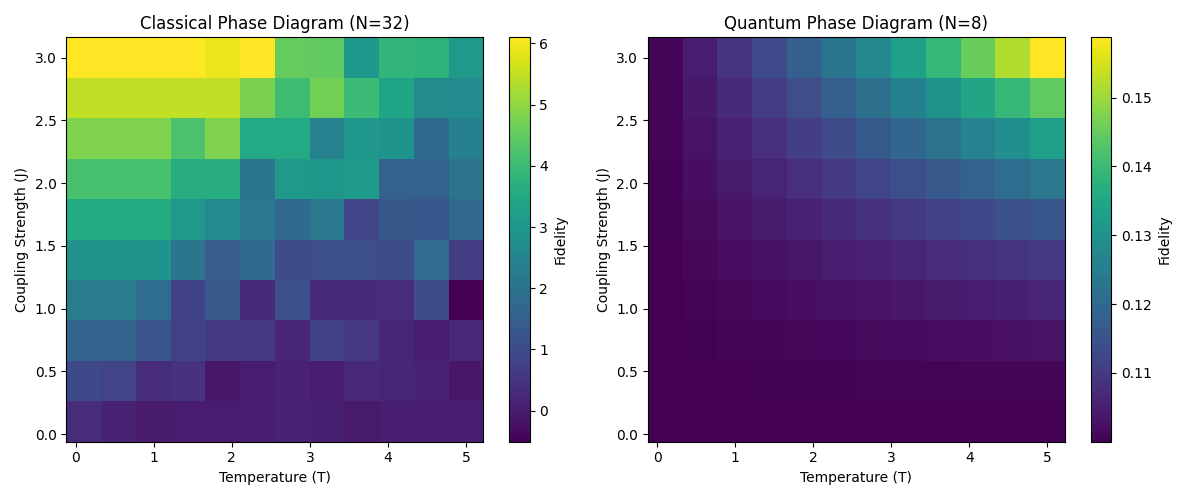 Classical Phase Diagram (N=32)
Coupling Strength (J)
3.0
2.5
2.0
1.5
1.0
0.5
0.0
0 1 2 3 4 5
Temperature (T)
6
5
4
3
2
1
0
Fidelity
Quantum Phase Diagram (N=8)
Coupling Strength (J)
3.0
2.5
2.0
1.5
1.0
0.5
0.0
0 1 2 3 4 5
Temperature (T)
0.15
0.14
0.13
0.12
0.11
Fidelity